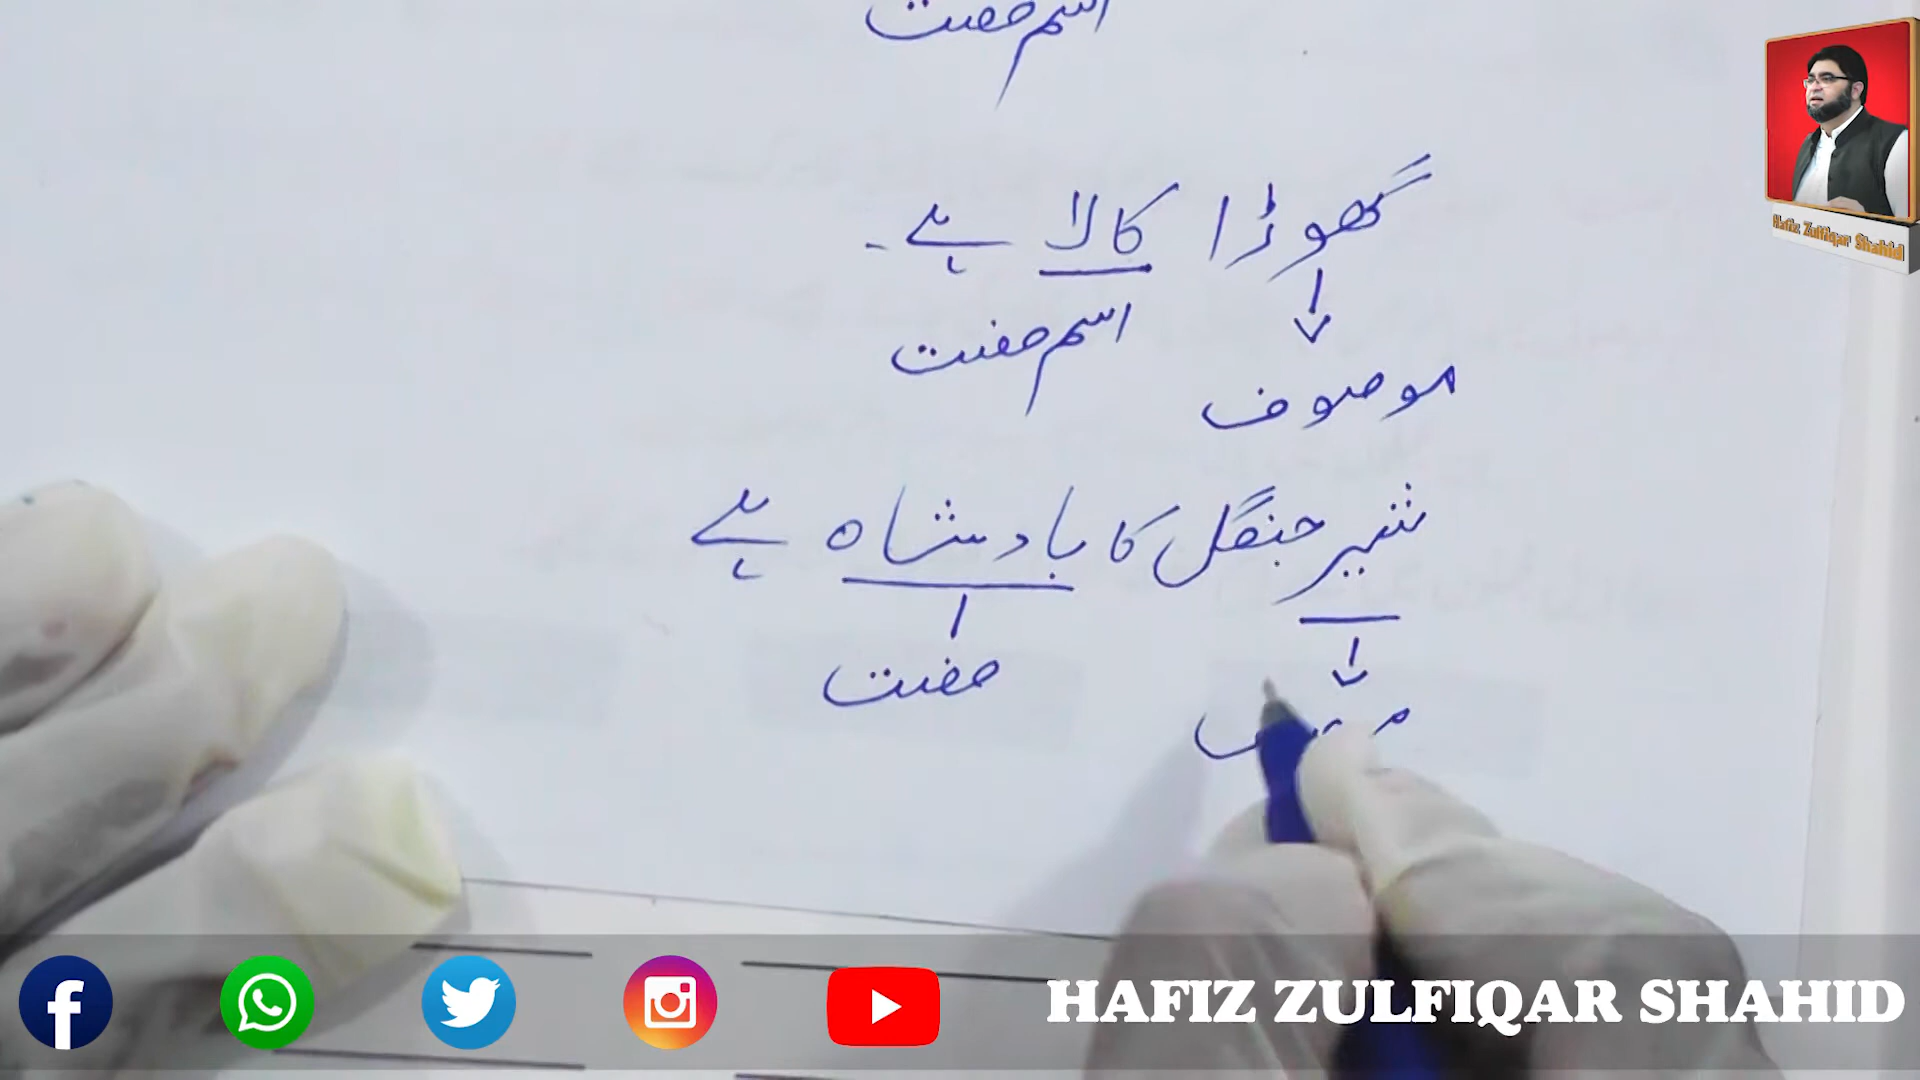 اسم صفت
گھوڑا کالا ہے۔
اسم صفت
موصوف
شیر جنگل کا بادشاہ ہے
صفت
Hafiz Zulfiqar Shahid
HAFIZ ZULFIQAR SHAHID